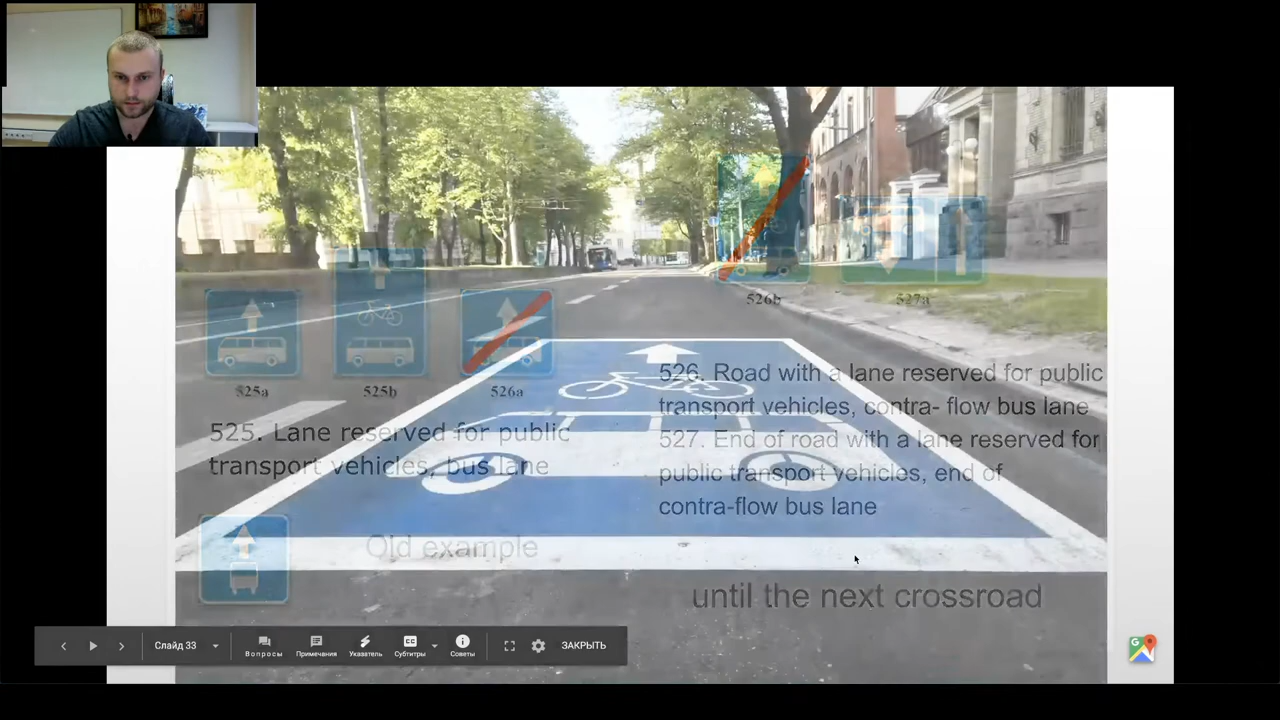 526b
527a
525a
525b
526a
526. Road with a lane reserved for public
transport vehicles, contra- flow bus lane
527. End of road with a lane reserved for
public transport vehicles, end of
contra-flow bus lane
525. Lane reserved for public
transport vehicles, bus lane
Old example
until the next crossroad
Слайд 33
Вопросы
Примечания
Указатель
CC
Субтитры
Советы
ЗАКРЫТЬ